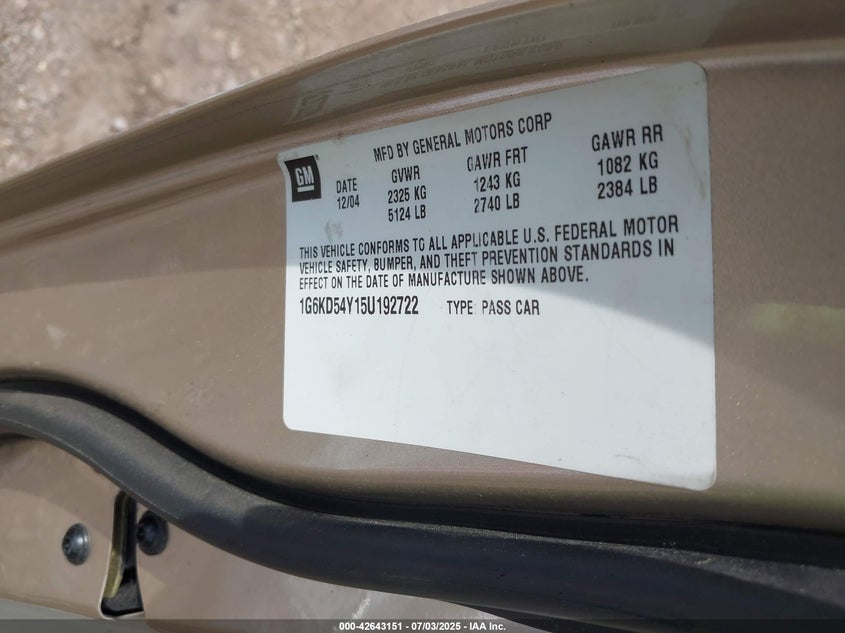 MFD BY GENERAL MOTORS CORP
GM
DATE GVWR GAWR FRT GAWR RR
12/04 2325 KG 1243 KG 1082 KG
5124 LB 2740 LB 2384 LB
THIS VEHICLE CONFORMS TO ALL APPLICABLE U.S. FEDERAL MOTOR
VEHICLE SAFETY, BUMPER, AND THEFT PREVENTION STANDARDS IN
EFFECT ON THE DATE OF MANUFACTURE SHOWN ABOVE.
1G6KD54Y15U192722 TYPE PASS CAR
000-42643151 - 07/03/2025 - IAA Inc.